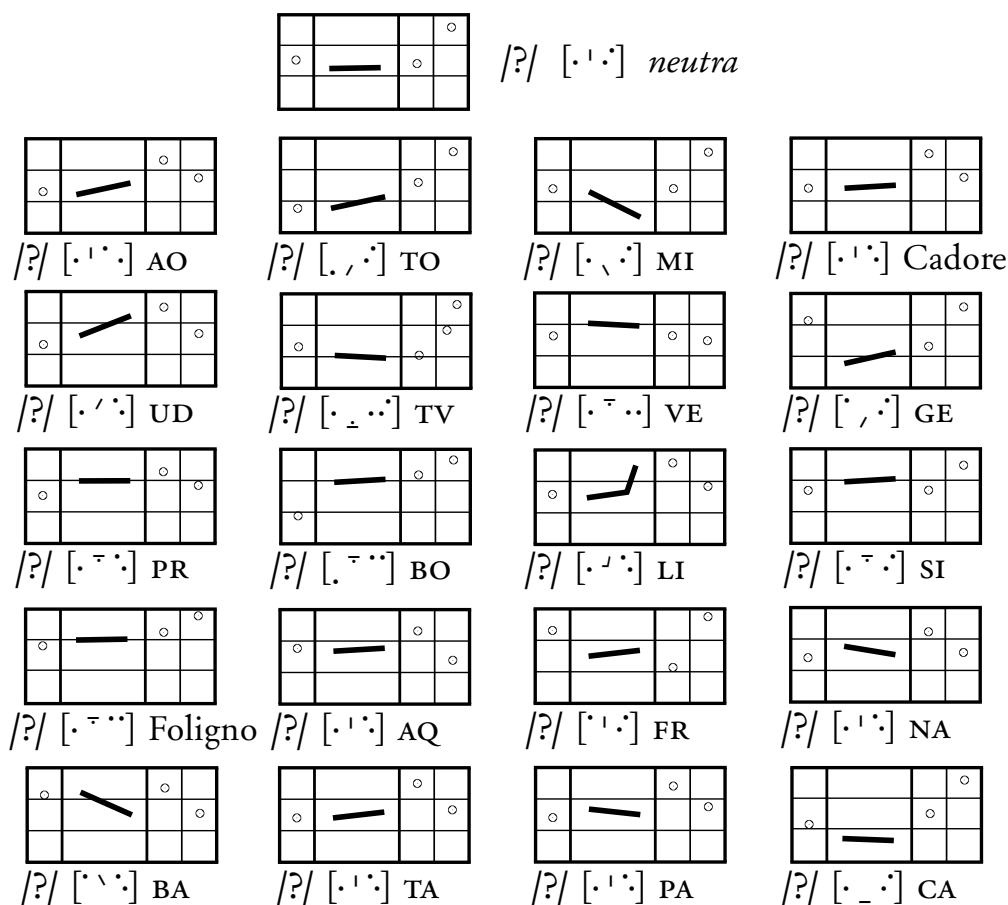 /?/ [· ˈ ·˙] neutra
/?/ [· ˈ ˙·] AO /?/ [. ˏ ·˙] TO /?/ [· ˎ ·˙] MI /?/ [· ˈ ˙·] Cadore
/?/ [· ˊ ˙·] UD /?/ [· ·̱ ··˙] TV /?/ [· ˙̄ ··] VE /?/ [˙ ˏ ·˙] GE
/?/ [· ˙̄ ˙·] PR /?/ [. ˙̄ ˙˙] BO /?/ [· ˩ˈ ˙·] LI /?/ [· ˙̄ ˙·] SI
/?/ [· ˙̄ ˙˙] Foligno /?/ [· ˈ ˙·] AQ /?/ [˙ ˈ ·˙] FR /?/ [· ˈ ˙·] NA
/?/ [˙ ˋ ˙·] BA /?/ [· ˈ ˙·] TA /?/ [· ˈ ˙·] PA /?/ [· ˍ ·˙] CA